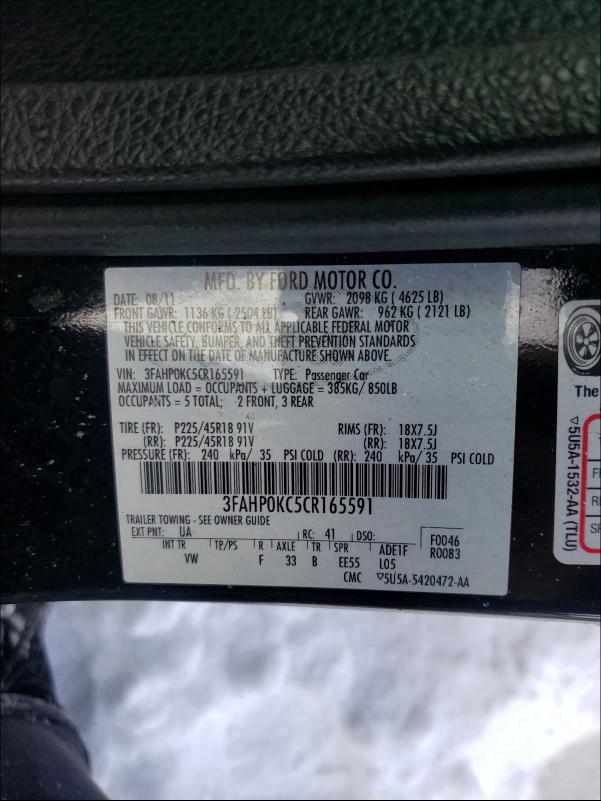 MFD. BY FORD MOTOR CO.
DATE: 08/11 GVWR: 2098 KG ( 4625 LB)
FRONT GAWR: 1136 KG ( 2504 LB) REAR GAWR: 962 KG ( 2121 LB)
THIS VEHICLE CONFORMS TO ALL APPLICABLE FEDERAL MOTOR
VEHICLE SAFETY, BUMPER, AND THEFT PREVENTION STANDARDS
IN EFFECT ON THE DATE OF MANUFACTURE SHOWN ABOVE.
VIN: 3FAHP0KC5CR165591 TYPE: Passenger Car
MAXIMUM LOAD = OCCUPANTS + LUGGAGE = 385KG/ 850LB
OCCUPANTS = 5 TOTAL; 2 FRONT, 3 REAR
TIRE (FR): P225/45R18 91V RIMS (FR): 18X7.5J
(RR): P225/45R18 91V (RR): 18X7.5J
PRESSURE (FR): 240 kPa/ 35 PSI COLD (RR): 240 kPa/ 35 PSI COLD
3FAHP0KC5CR165591
TRAILER TOWING - SEE OWNER GUIDE
EXT PNT: UA RC: 41 DSO: F0046
R0083
INT TR TP/PS R AXLE TR SPR ADE1F
VW F 33 B EE55 L05
CMC ▽5U5A-5420472-AA
The
▽5U5A-1532-AA (TLU)